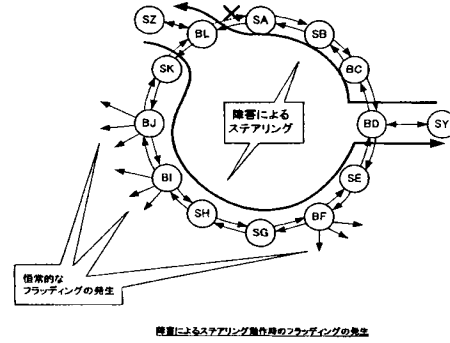 SZ
BL
SA
SB
SK
BC
障害による
ステアリング
BJ
BD
SY
BI
SE
SH
BF
SG
恒常的な
フラッディングの発生
障害によるステアリング動作時のフラッディングの発生